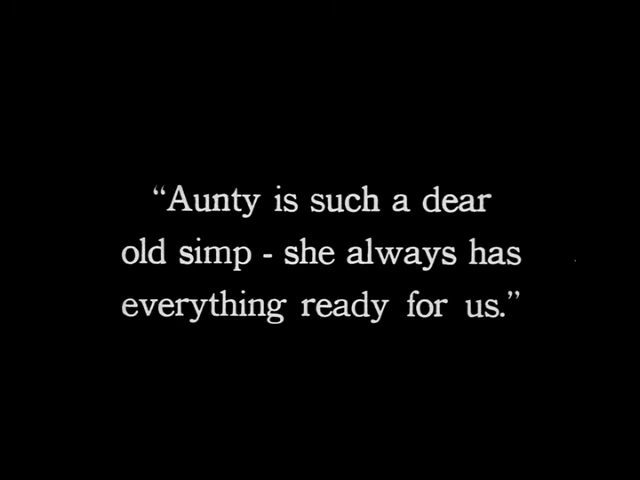 “Aunty is such a dear
old simp - she always has
everything ready for us.”